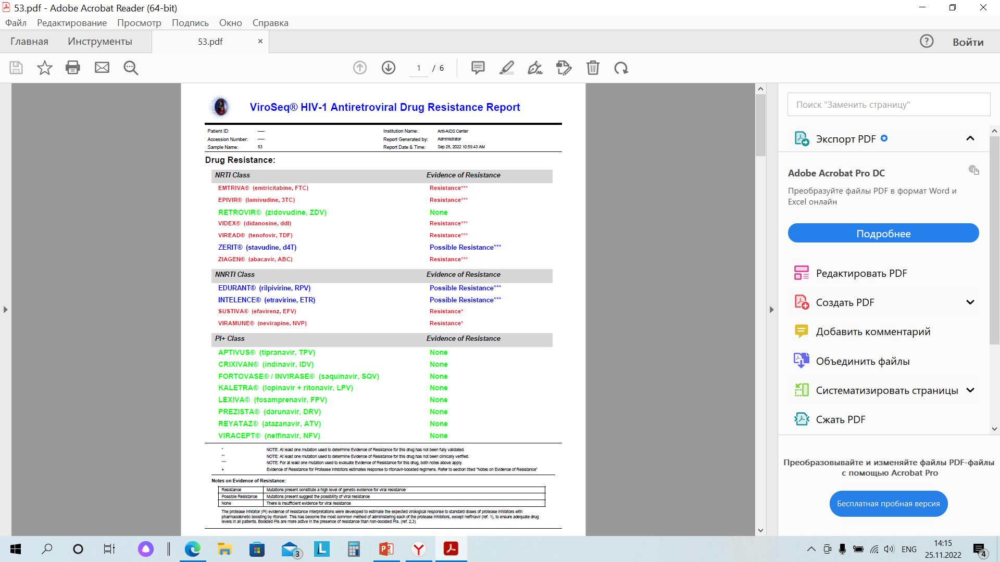 53.pdf - Adobe Acrobat Reader (64-bit)
Файл Редактирование Просмотр Подпись Окно Справка
Главная Инструменты 53.pdf × ? Войти
1 / 6
ViroSeq® HIV-1 Antiretroviral Drug Resistance Report
Patient ID: ----- Institution Name: Anti-AIDS Center
Accession Number: ----- Report Generated by: Administrator
Sample Name: 53 Report Date & Time: Sep 28, 2022 10:59:43 AM
Drug Resistance:
NRTI Class Evidence of Resistance
EMTRIVA® (emtricitabine, FTC) Resistance***
EPIVIR® (lamivudine, 3TC) Resistance***
RETROVIR® (zidovudine, ZDV) None
VIDEX® (didanosine, ddI) Resistance***
VIREAD® (tenofovir, TDF) Resistance***
ZERIT® (stavudine, d4T) Possible Resistance***
ZIAGEN® (abacavir, ABC) Resistance***
NNRTI Class Evidence of Resistance
EDURANT® (rilpivirine, RPV) Possible Resistance***
INTELENCE® (etravirine, ETR) Possible Resistance***
SUSTIVA® (efavirenz, EFV) Resistance*
VIRAMUNE® (nevirapine, NVP) Resistance*
PI+ Class Evidence of Resistance
APTIVUS® (tipranavir, TPV) None
CRIXIVAN® (indinavir, IDV) None
FORTOVASE® / INVIRASE® (saquinavir, SQV) None
KALETRA® (lopinavir + ritonavir, LPV) None
LEXIVA® (fosamprenavir, FPV) None
PREZISTA® (darunavir, DRV) None
REYATAZ® (atazanavir, ATV) None
VIRACEPT® (nelfinavir, NFV) None
* NOTE: At least one mutation used to determine Evidence of Resistance for this drug has not been fully validated.
** NOTE: At least one mutation used to determine Evidence of Resistance for this drug has not been clinically verified.
*** NOTE: For at least one mutation used to evaluate Evidence of Resistance for this drug, both notes above apply.
+ Evidence of Resistance for Protease Inhibitors estimates response to ritonavir-boosted regimens. Refer to section titled "Notes on Evidence of Resistance"
Notes on Evidence of Resistance:
Resistance Mutations present constitute a high level of genetic evidence for viral resistance
Possible Resistance Mutations present suggest the possibility of viral resistance
None There is insufficient evidence for viral resistance
The protease inhibitor (PI) evidence of resistance interpretations were developed to estimate the expected virological response to standard doses of protease inhibitors with
pharmacokinetic boosting by ritonavir. This has become the most common method of administering each of the protease inhibitors, except nelfinavir (ref. 1), to ensure adequate drug
levels in all patients. Boosted PIs are more active in the presence of resistance than non-boosted PIs. (ref. 2,3)
Поиск "Заменить страницу"
Экспорт PDF
Adobe Acrobat Pro DC
Преобразуйте файлы PDF в формат Word и
Excel онлайн
Подробнее
Редактировать PDF
Создать PDF
Добавить комментарий
Объединить файлы
Систематизировать страницы
Сжать PDF
Преобразовывайте и изменяйте файлы PDF-файлы
с помощью Acrobat Pro
Бесплатная пробная версия
3
L
P
Y
ENG
14:15
25.11.2022
4